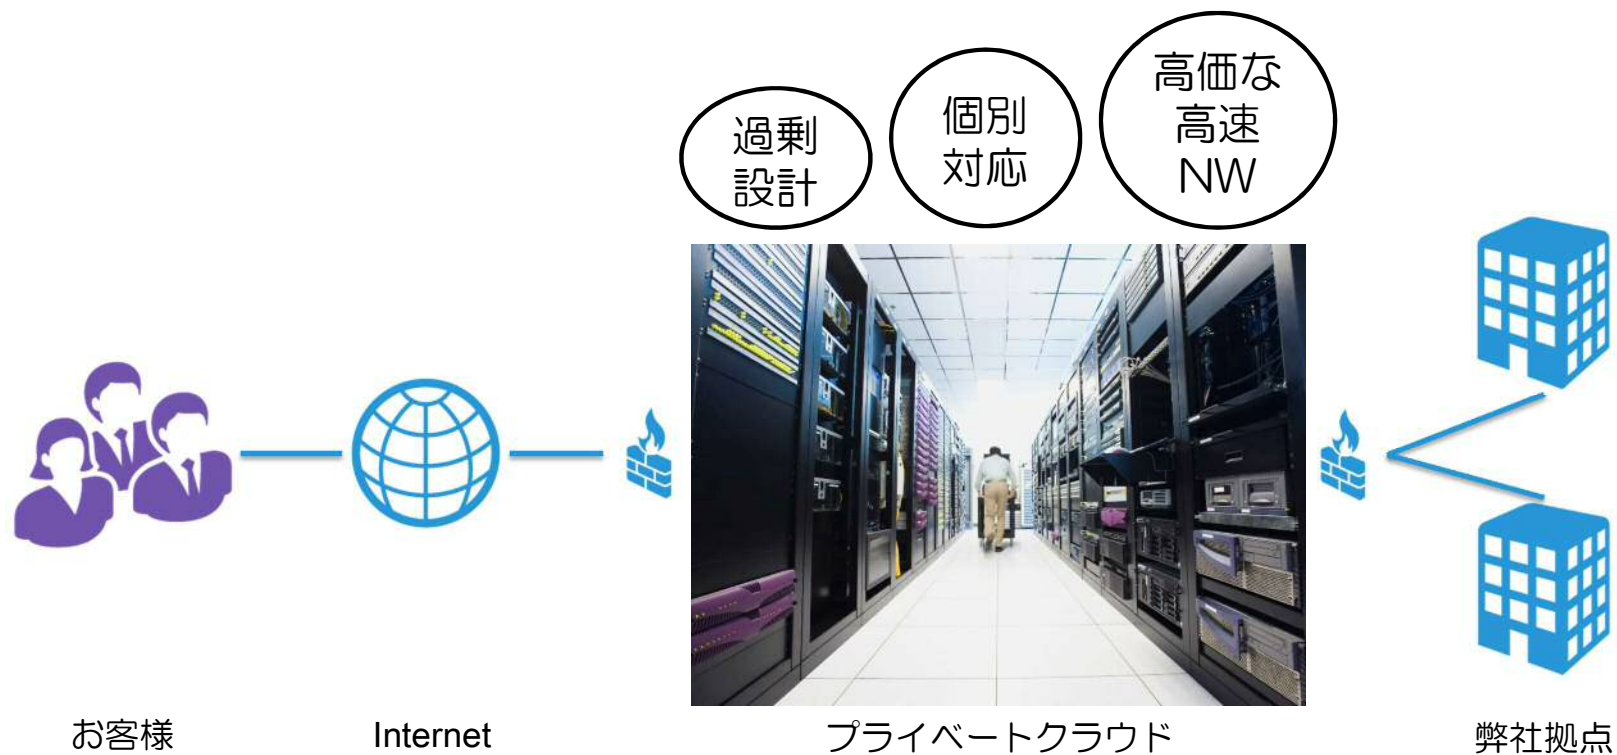 過剰
設計
個別
対応
高価な
高速
NW
お客様
Internet
プライベートクラウド
弊社拠点